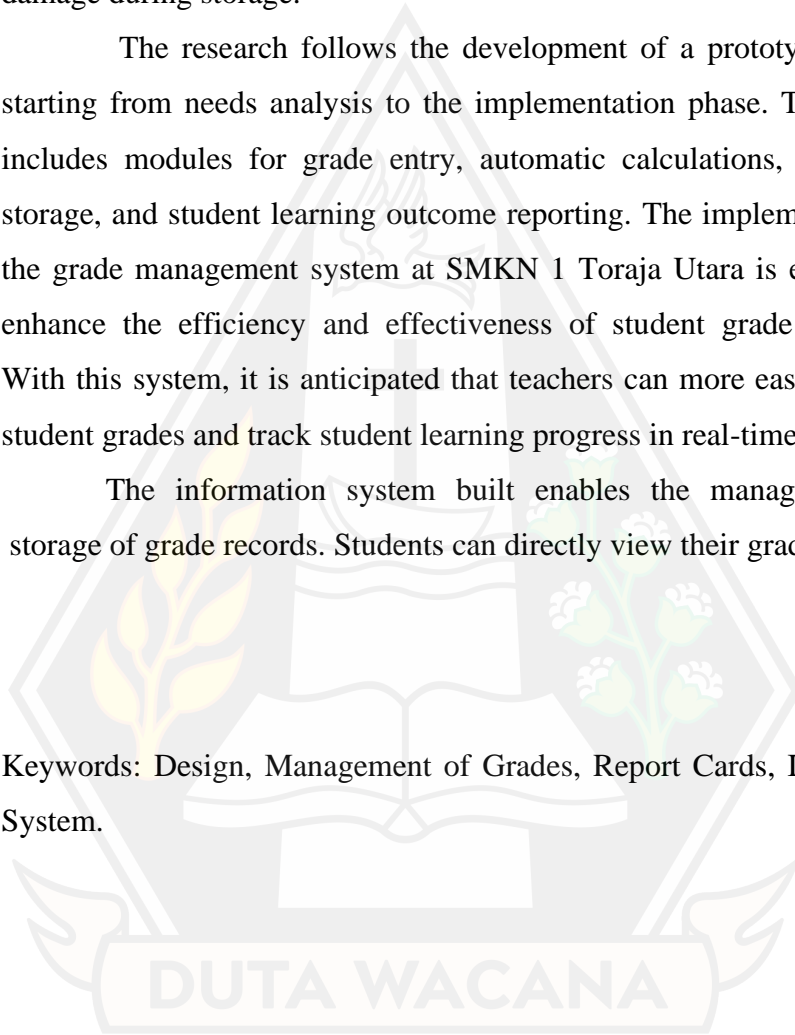 damage during storage.
The research follows the development of a prototy
starting from needs analysis to the implementation phase. T
includes modules for grade entry, automatic calculations,
storage, and student learning outcome reporting. The implem
the grade management system at SMKN 1 Toraja Utara is e
enhance the efficiency and effectiveness of student grade
With this system, it is anticipated that teachers can more eas
student grades and track student learning progress in real-time
The information system built enables the manag
storage of grade records. Students can directly view their grad
Keywords: Design, Management of Grades, Report Cards, I
System.
DUTA WACANA